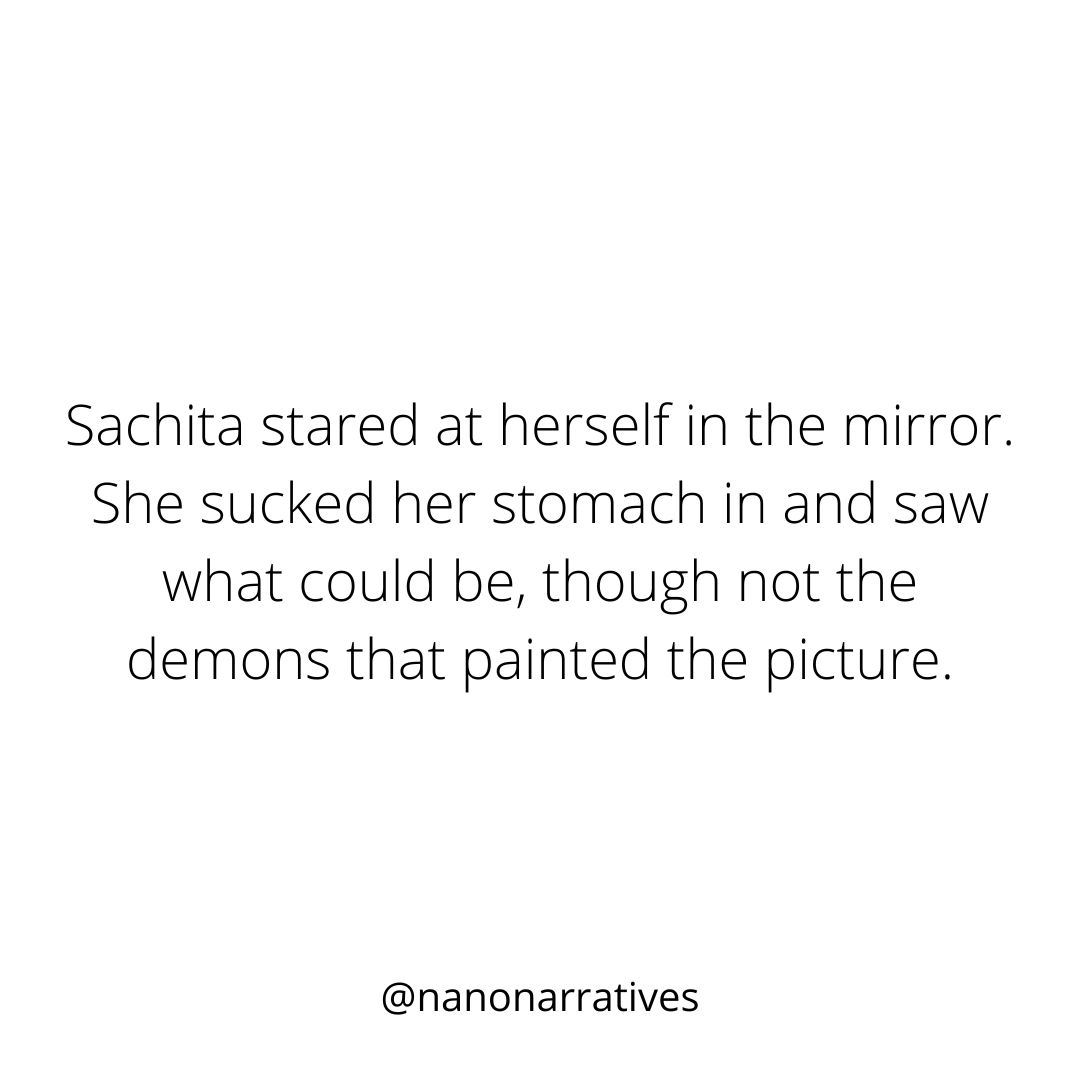 Sachita stared at herself in the mirror.
She sucked her stomach in and saw
what could be, though not the
demons that painted the picture.
@nanonarratives